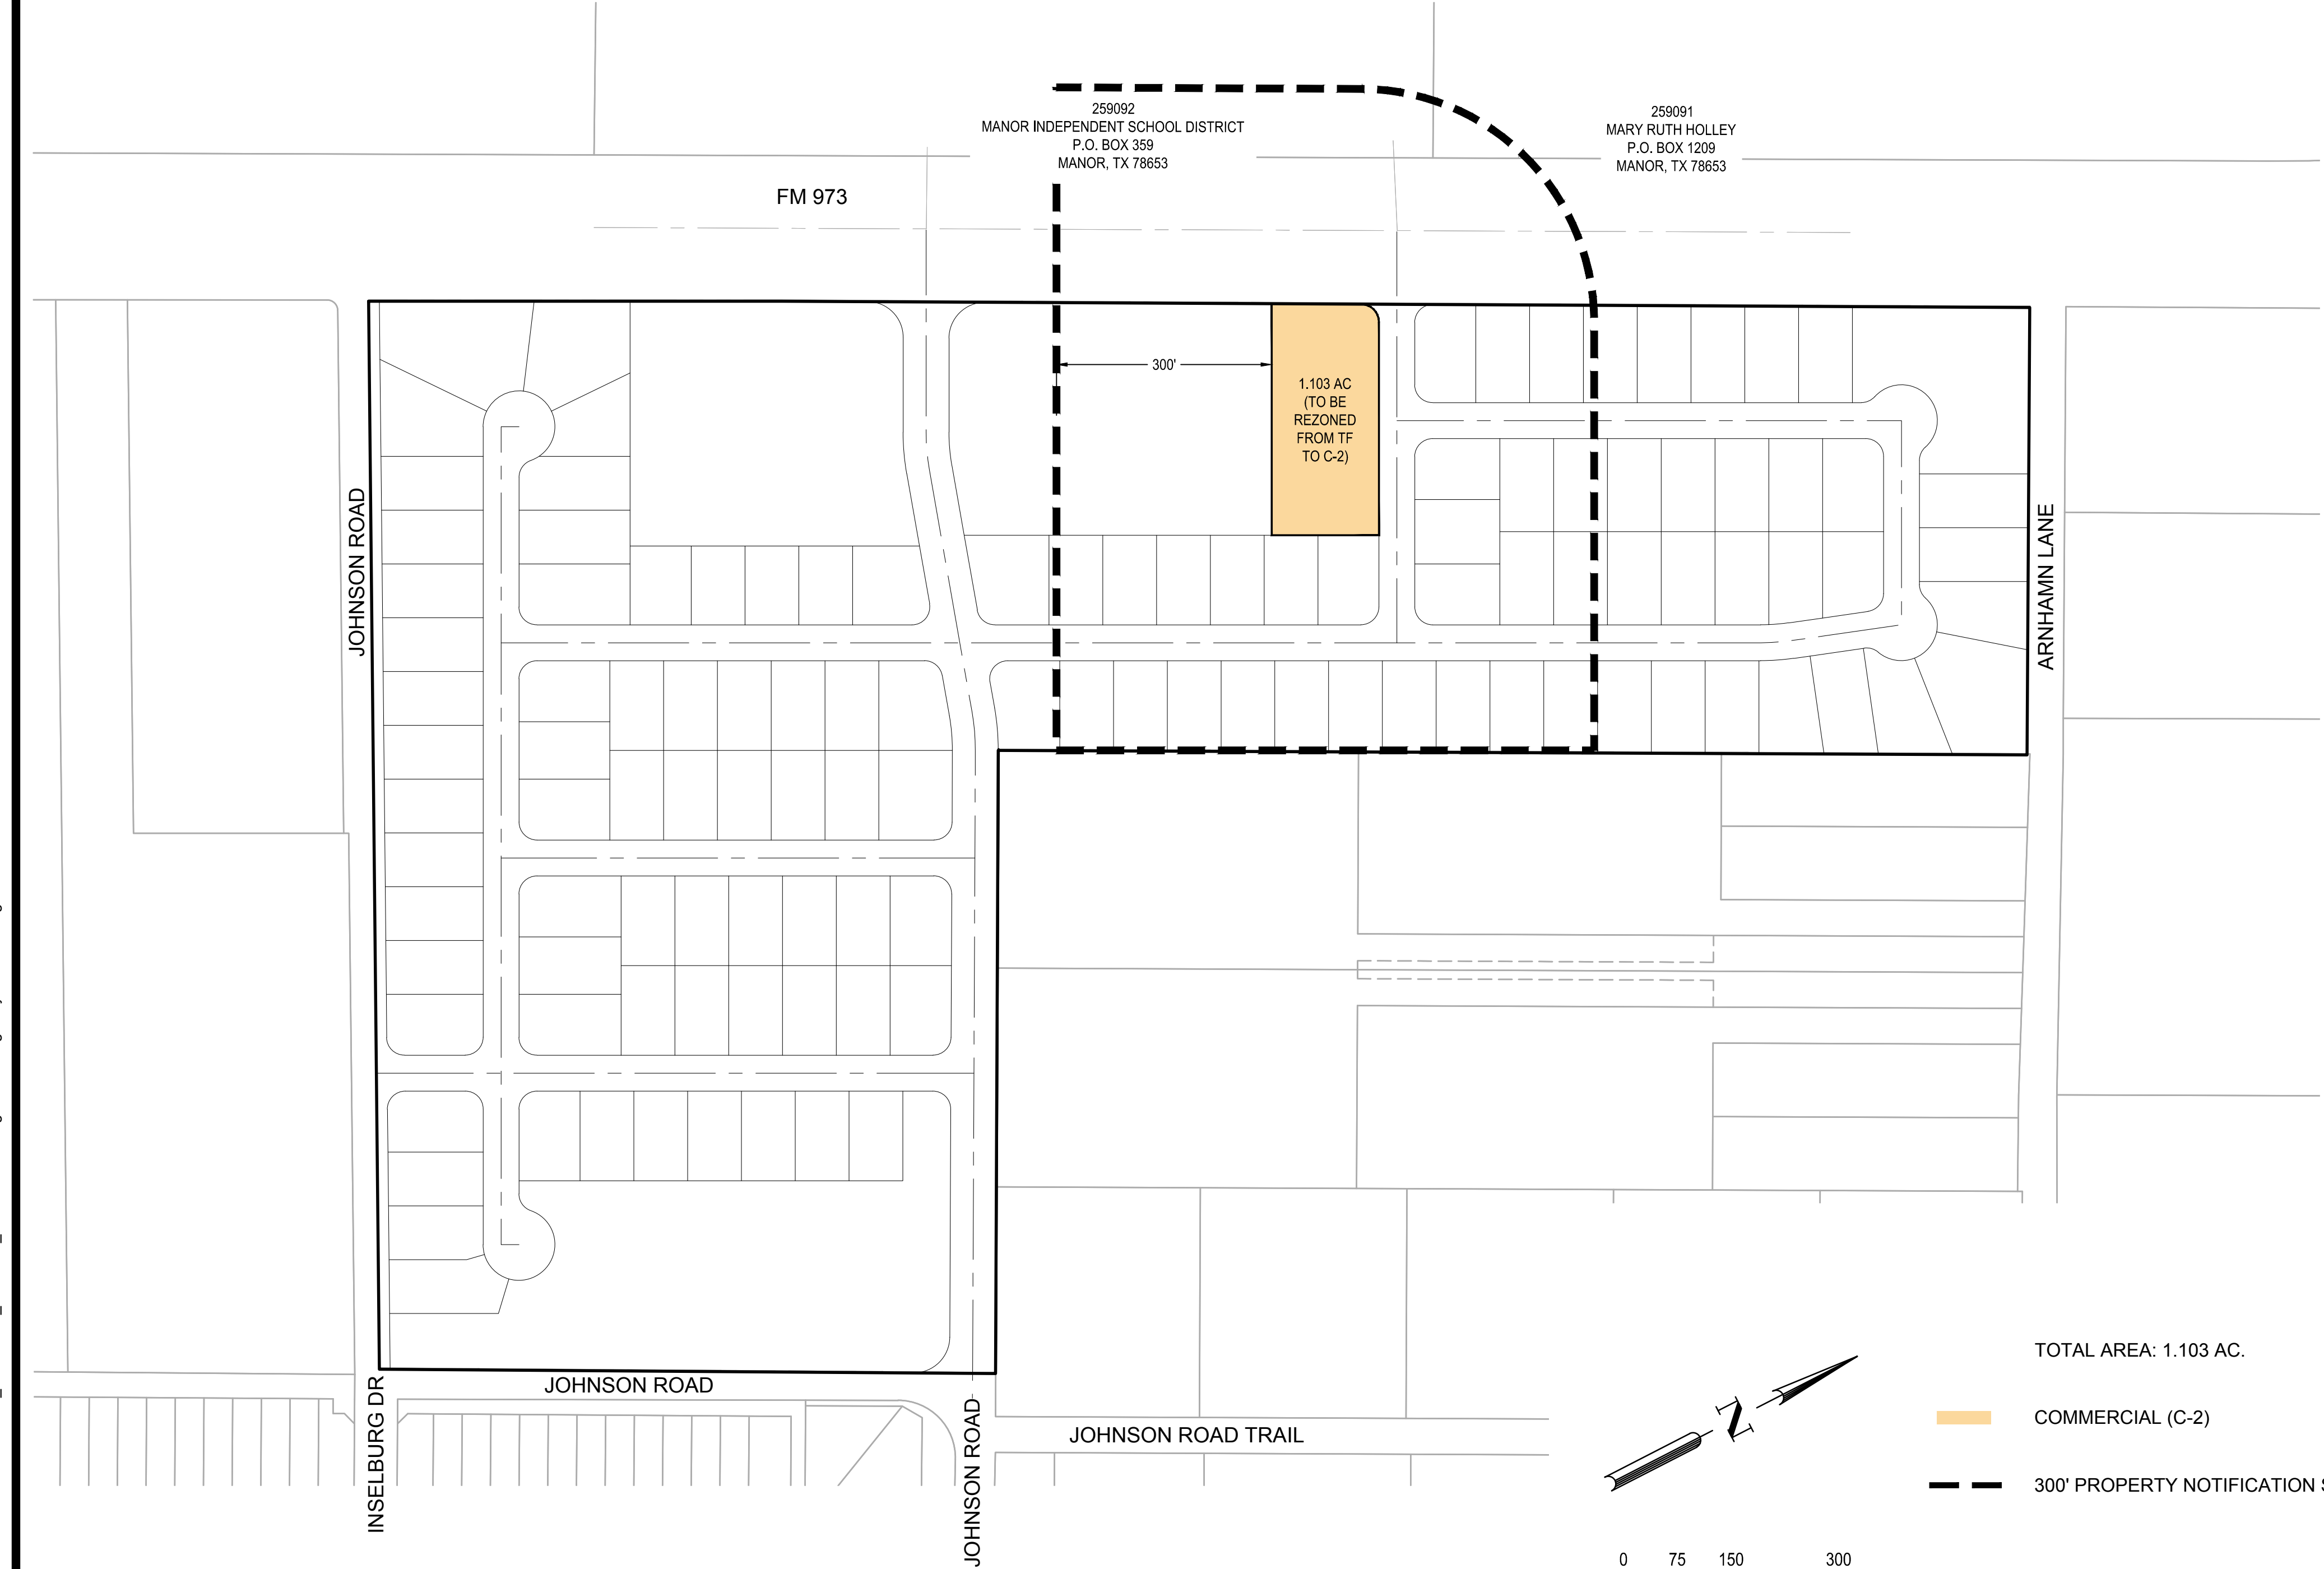 259092
MANOR INDEPENDENT SCHOOL DISTRICT
P.O. BOX 359
MANOR, TX 78653
259091
MARY RUTH HOLLEY
P.O. BOX 1209
MANOR, TX 78653
FM 973
300'
1.103 AC
(TO BE
REZONED
FROM TF
TO C-2)
JOHNSON ROAD
ARNHAMN LANE
JOHNSON ROAD
INSELBURG DR
JOHNSON ROAD
JOHNSON ROAD TRAIL
N
TOTAL AREA: 1.103 AC.
COMMERCIAL (C-2)
300' PROPERTY NOTIFICATION
0 75 150 300